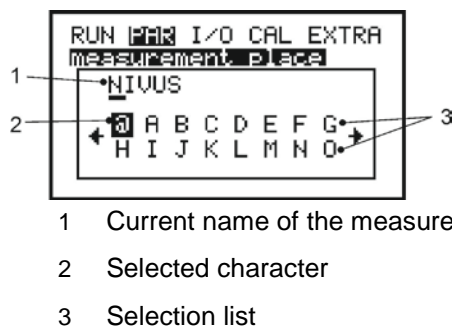 RUN PAR I/O CAL EXTRA
measurement place
1 NIVUS
2 @ A B C D E F G 3
H I J K L M N O
1 Current name of the measure
2 Selected character
3 Selection list